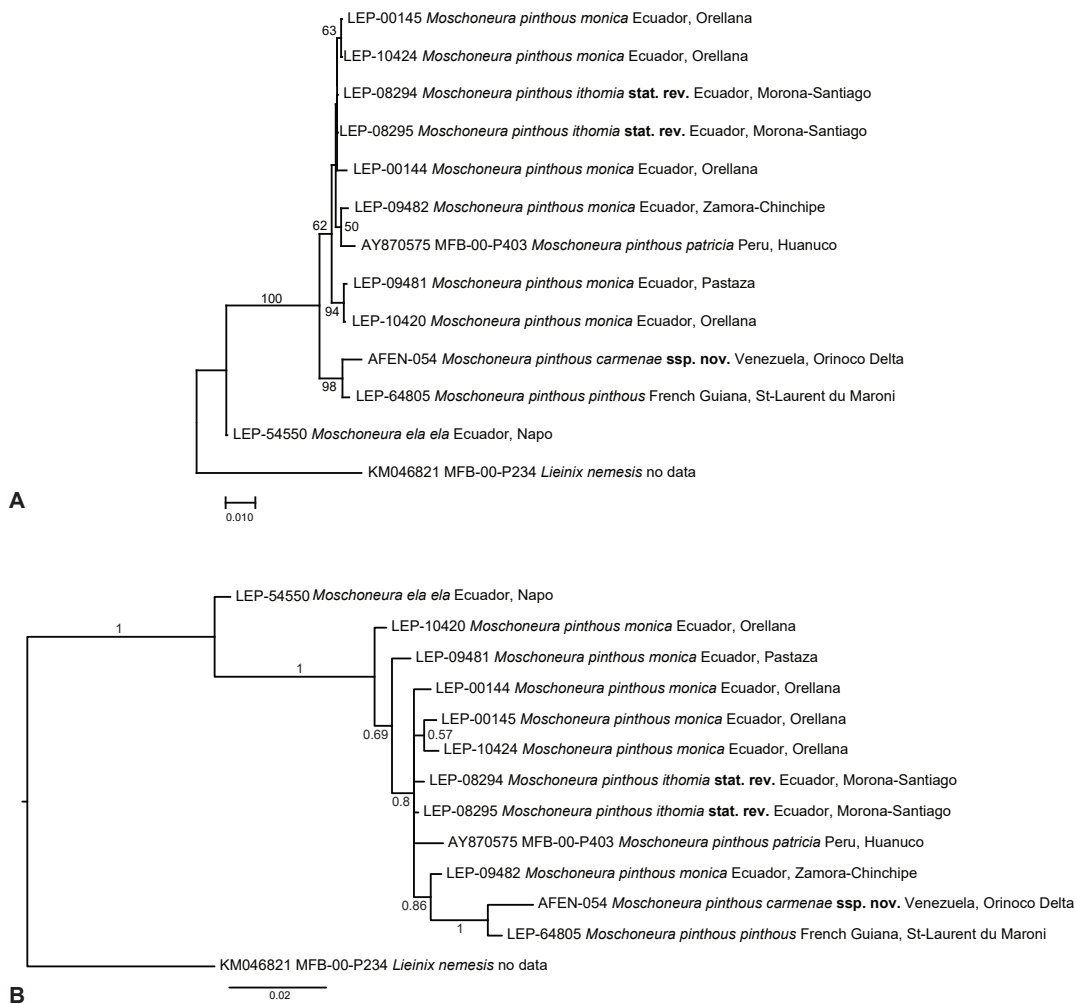 63
LEP-00145 Moschoneura pinthous monica Ecuador, Orellana
LEP-10424 Moschoneura pinthous monica Ecuador, Orellana
LEP-08294 Moschoneura pinthous ithomia stat. rev. Ecuador, Morona-Santiago
LEP-08295 Moschoneura pinthous ithomia stat. rev. Ecuador, Morona-Santiago
LEP-00144 Moschoneura pinthous monica Ecuador, Orellana
LEP-09482 Moschoneura pinthous monica Ecuador, Zamora-Chinchipe
62
50
AY870575 MFB-00-P403 Moschoneura pinthous patricia Peru, Huanuco
LEP-09481 Moschoneura pinthous monica Ecuador, Pastaza
100
94
LEP-10420 Moschoneura pinthous monica Ecuador, Orellana
AFEN-054 Moschoneura pinthous carmenae ssp. nov. Venezuela, Orinoco Delta
98
LEP-64805 Moschoneura pinthous pinthous French Guiana, St-Laurent du Maroni
LEP-54550 Moschoneura ela ela Ecuador, Napo
KM046821 MFB-00-P234 Lieinix nemesis no data
A
0.010
LEP-54550 Moschoneura ela ela Ecuador, Napo
1
LEP-10420 Moschoneura pinthous monica Ecuador, Orellana
LEP-09481 Moschoneura pinthous monica Ecuador, Pastaza
1
LEP-00144 Moschoneura pinthous monica Ecuador, Orellana
LEP-00145 Moschoneura pinthous monica Ecuador, Orellana
0.69
0.57
LEP-10424 Moschoneura pinthous monica Ecuador, Orellana
LEP-08294 Moschoneura pinthous ithomia stat. rev. Ecuador, Morona-Santiago
0.8
LEP-08295 Moschoneura pinthous ithomia stat. rev. Ecuador, Morona-Santiago
AY870575 MFB-00-P403 Moschoneura pinthous patricia Peru, Huanuco
LEP-09482 Moschoneura pinthous monica Ecuador, Zamora-Chinchipe
0.86
AFEN-054 Moschoneura pinthous carmenae ssp. nov. Venezuela, Orinoco Delta
1
LEP-64805 Moschoneura pinthous pinthous French Guiana, St-Laurent du Maroni
KM046821 MFB-00-P234 Lieinix nemesis no data
B
0.02